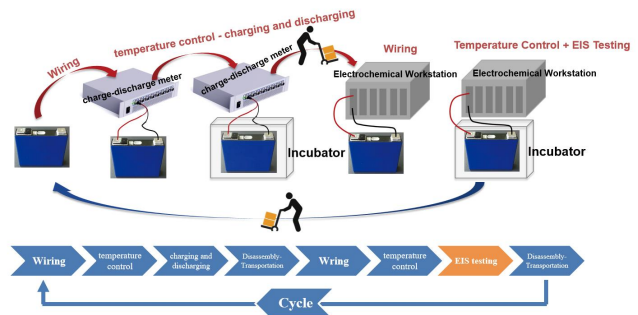 temperature control - charging and discharging
Wiring
Temperature Control + EIS Testing
Wiring
charge-discharge meter
charge-discharge meter
Electrochemical Workstation
Electrochemical Workstation
Incubator
Incubator
Wiring
temperature
control
charging and
discharging
Disassembly-
Transportation
Wring
temperature
control
EIS testing
Disassembly-
Transportation
Cycle